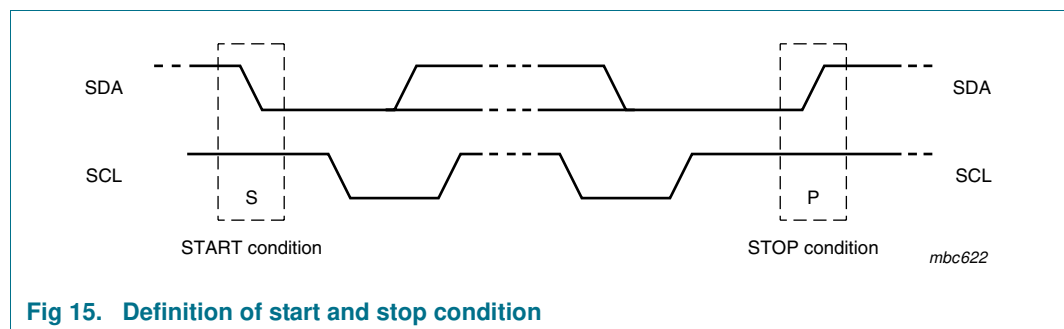 SDA
SDA
SCL
SCL
S
P
START condition
STOP condition
mbc622
Fig 15. Definition of start and stop condition